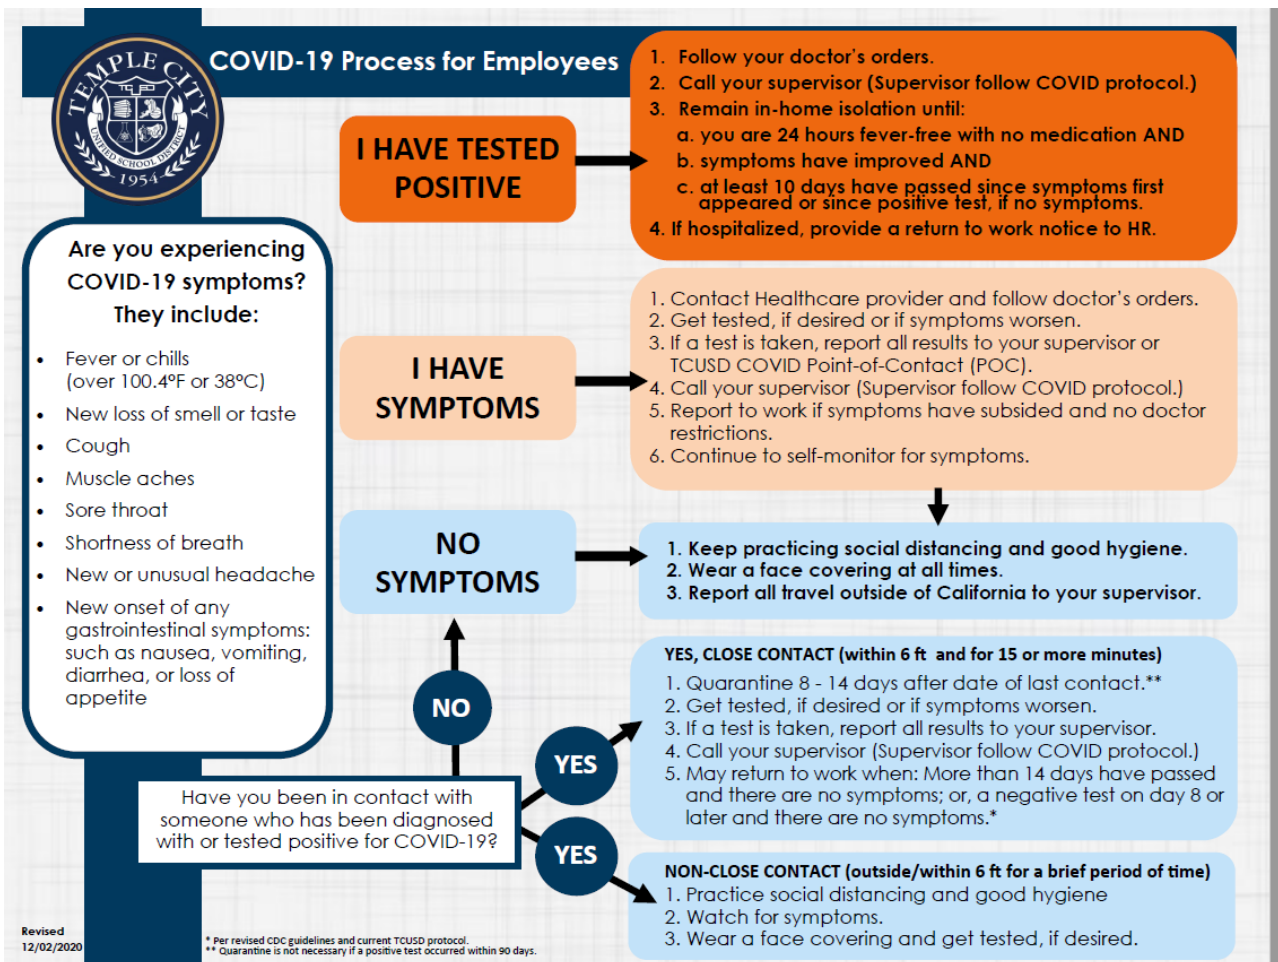 COVID-19 Process for Employees
TEMPLE CITY
UNIFIED SCHOOL DISTRICT
1954
Are you experiencing
COVID-19 symptoms?
They include:
• Fever or chills
(over 100.4ºF or 38ºC)
• New loss of smell or taste
• Cough
• Muscle aches
• Sore throat
• Shortness of breath
• New or unusual headache
• New onset of any
gastrointestinal symptoms:
such as nausea, vomiting,
diarrhea, or loss of
appetite
I HAVE TESTED
POSITIVE
1. Follow your doctor's orders.
2. Call your supervisor (Supervisor follow COVID protocol.)
3. Remain in-home isolation until:
a. you are 24 hours fever-free with no medication AND
b. symptoms have improved AND
c. at least 10 days have passed since symptoms first
appeared or since positive test, if no symptoms.
4. If hospitalized, provide a return to work notice to HR.
I HAVE
SYMPTOMS
1. Contact Healthcare provider and follow doctor's orders.
2. Get tested, if desired or if symptoms worsen.
3. If a test is taken, report all results to your supervisor or
TCUSD COVID Point-of-Contact (POC).
4. Call your supervisor (Supervisor follow COVID protocol.)
5. Report to work if symptoms have subsided and no doctor
restrictions.
6. Continue to self-monitor for symptoms.
NO
SYMPTOMS
1. Keep practicing social distancing and good hygiene.
2. Wear a face covering at all times.
3. Report all travel outside of California to your supervisor.
NO
Have you been in contact with
someone who has been diagnosed
with or tested positive for COVID-19?
YES
YES, CLOSE CONTACT (within 6 ft and for 15 or more minutes)
1. Quarantine 8 - 14 days after date of last contact.**
2. Get tested, if desired or if symptoms worsen.
3. If a test is taken, report all results to your supervisor.
4. Call your supervisor (Supervisor follow COVID protocol.)
5. May return to work when: More than 14 days have passed
and there are no symptoms; or, a negative test on day 8 or
later and there are no symptoms.*
YES
NON-CLOSE CONTACT (outside/within 6 ft for a brief period of time)
1. Practice social distancing and good hygiene
2. Watch for symptoms.
3. Wear a face covering and get tested, if desired.
Revised
12/02/2020
* Per revised CDC guidelines and current TCUSD protocol.
** Quarantine is not necessary if a positive test occurred within 90 days.